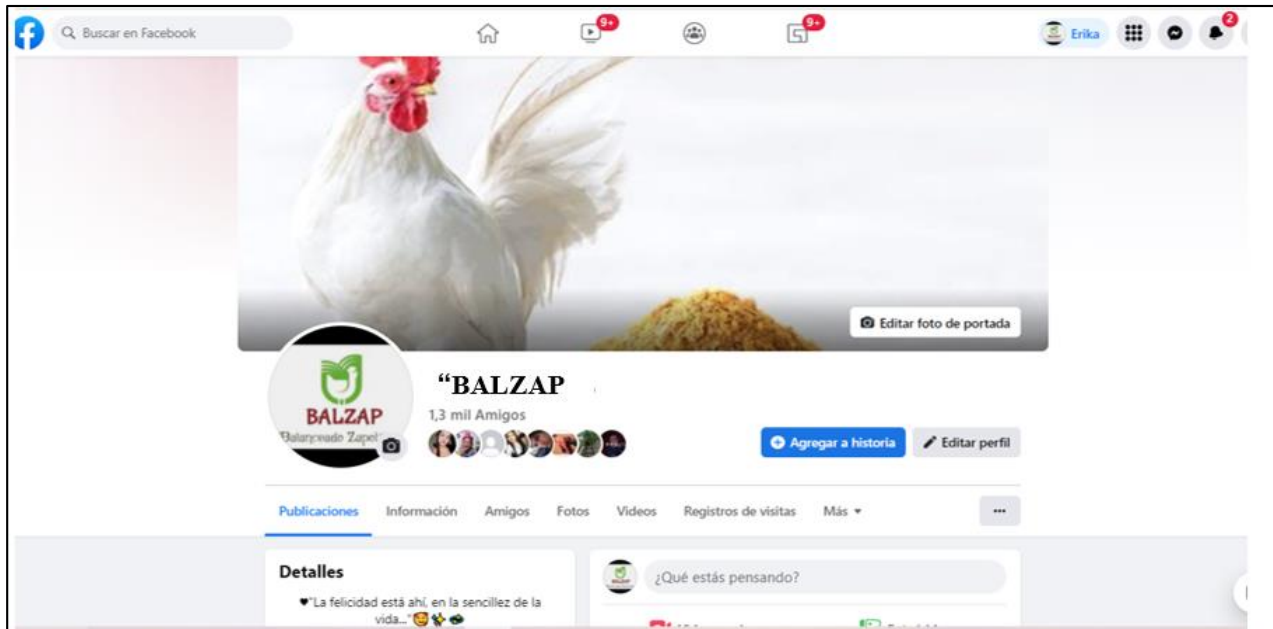 Buscar en Facebook
9+
9+
Erika
2
Editar foto de portada
BALZAP
“BALZAP
1,3 mil Amigos
Agregar a historia
Editar perfil
Publicaciones
Información
Amigos
Fotos
Videos
Registros de visitas
Más
Detalles
"La felicidad está ahí, en la sencillez de la
vida..."
¿Qué estás pensando?